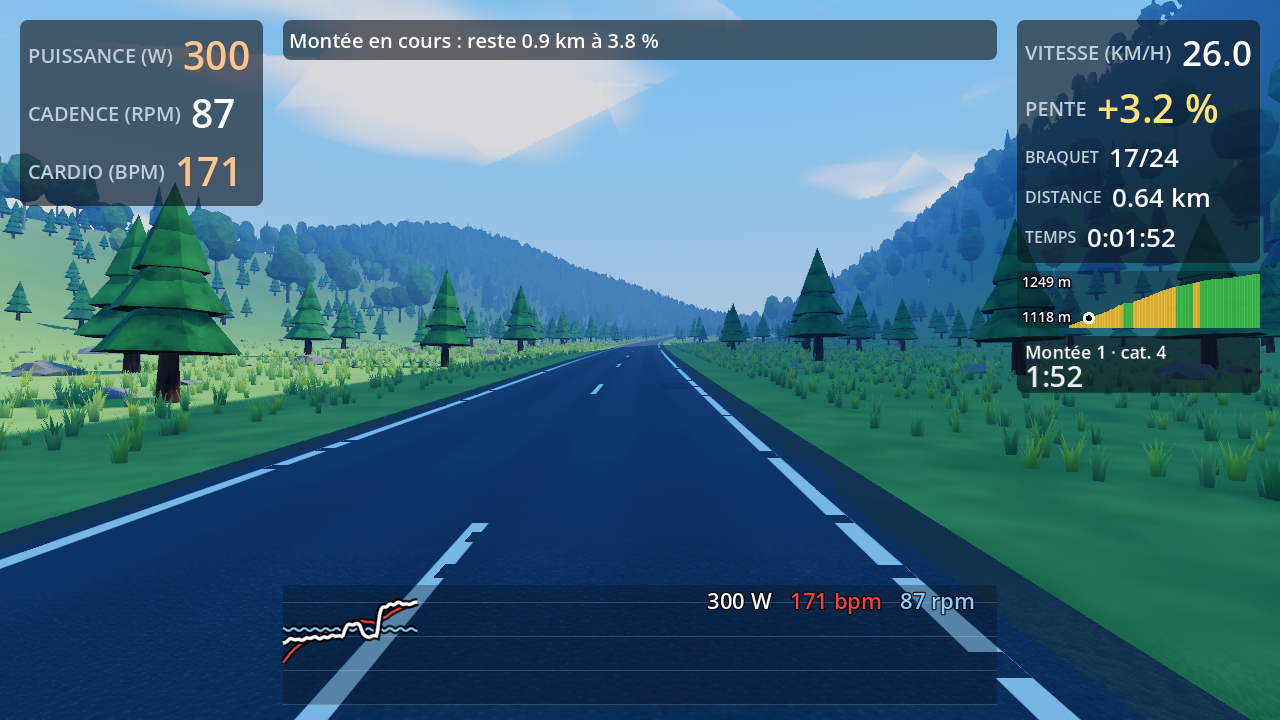 PUISSANCE (W) 300
CADENCE (RPM) 87
CARDIO (BPM) 171
Montée en cours : reste 0.9 km à 3.8 %
VITESSE (KM/H) 26.0
PENTE +3.2 %
BRAQUET 17/24
DISTANCE 0.64 km
TEMPS 0:01:52
1249 m
1118 m
Montée 1 · cat. 4
1:52
300 W 171 bpm 87 rpm